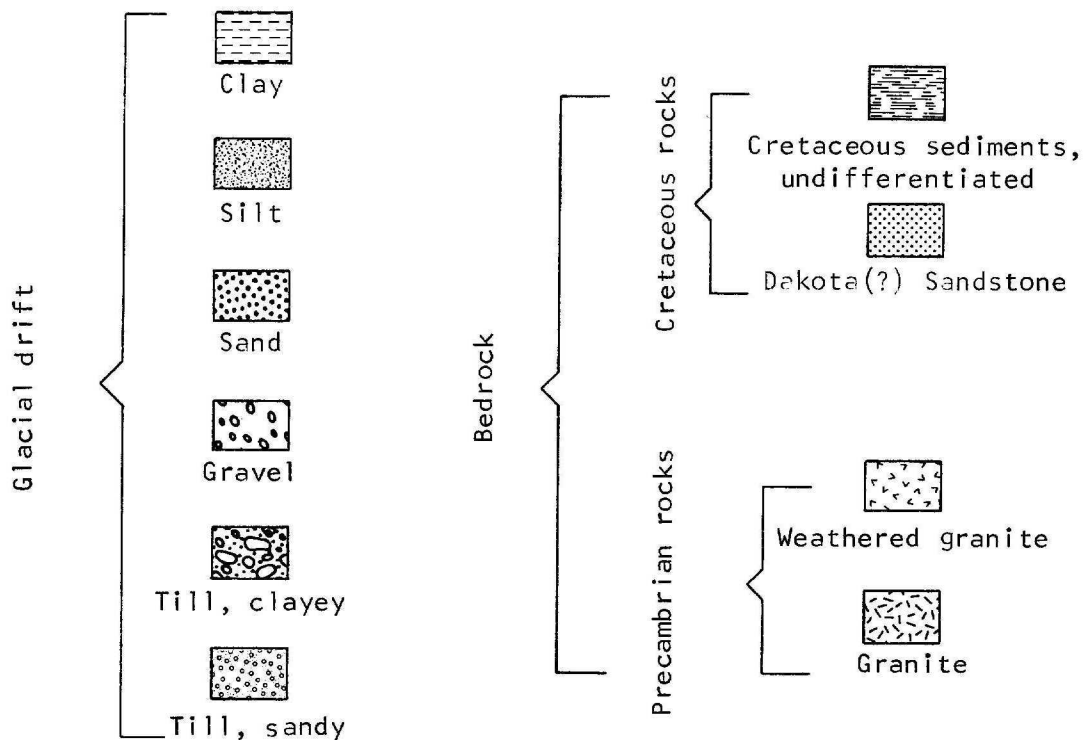 Glacial drift
Clay
Silt
Sand
Gravel
Till, clayey
Till, sandy
Bedrock
Cretaceous rocks
Cretaceous sediments,
undifferentiated
Dakota(?) Sandstone
Precambrian rocks
Weathered granite
Granite